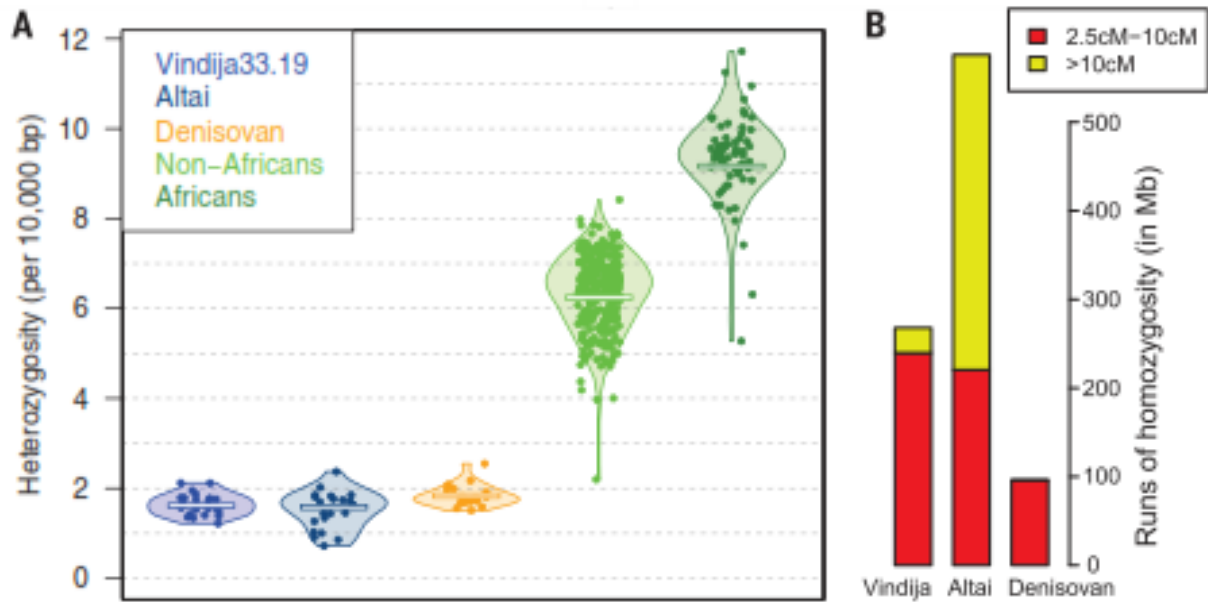 A
Heterozygosity (per 10,000 bp)
12
10
8
6
4
2
0
Vindija33.19
Altai
Denisovan
Non−Africans
Africans
B
2.5cM−10cM
>10cM
Runs of homozygosity (in Mb)
500
400
300
200
100
0
Vindija Altai Denisovan